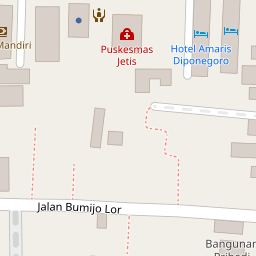 Mandiri
Puskesmas
Jetis
Hotel Amaris
Diponegoro
Jalan Bumijo Lor
Bangunan
Pribadi